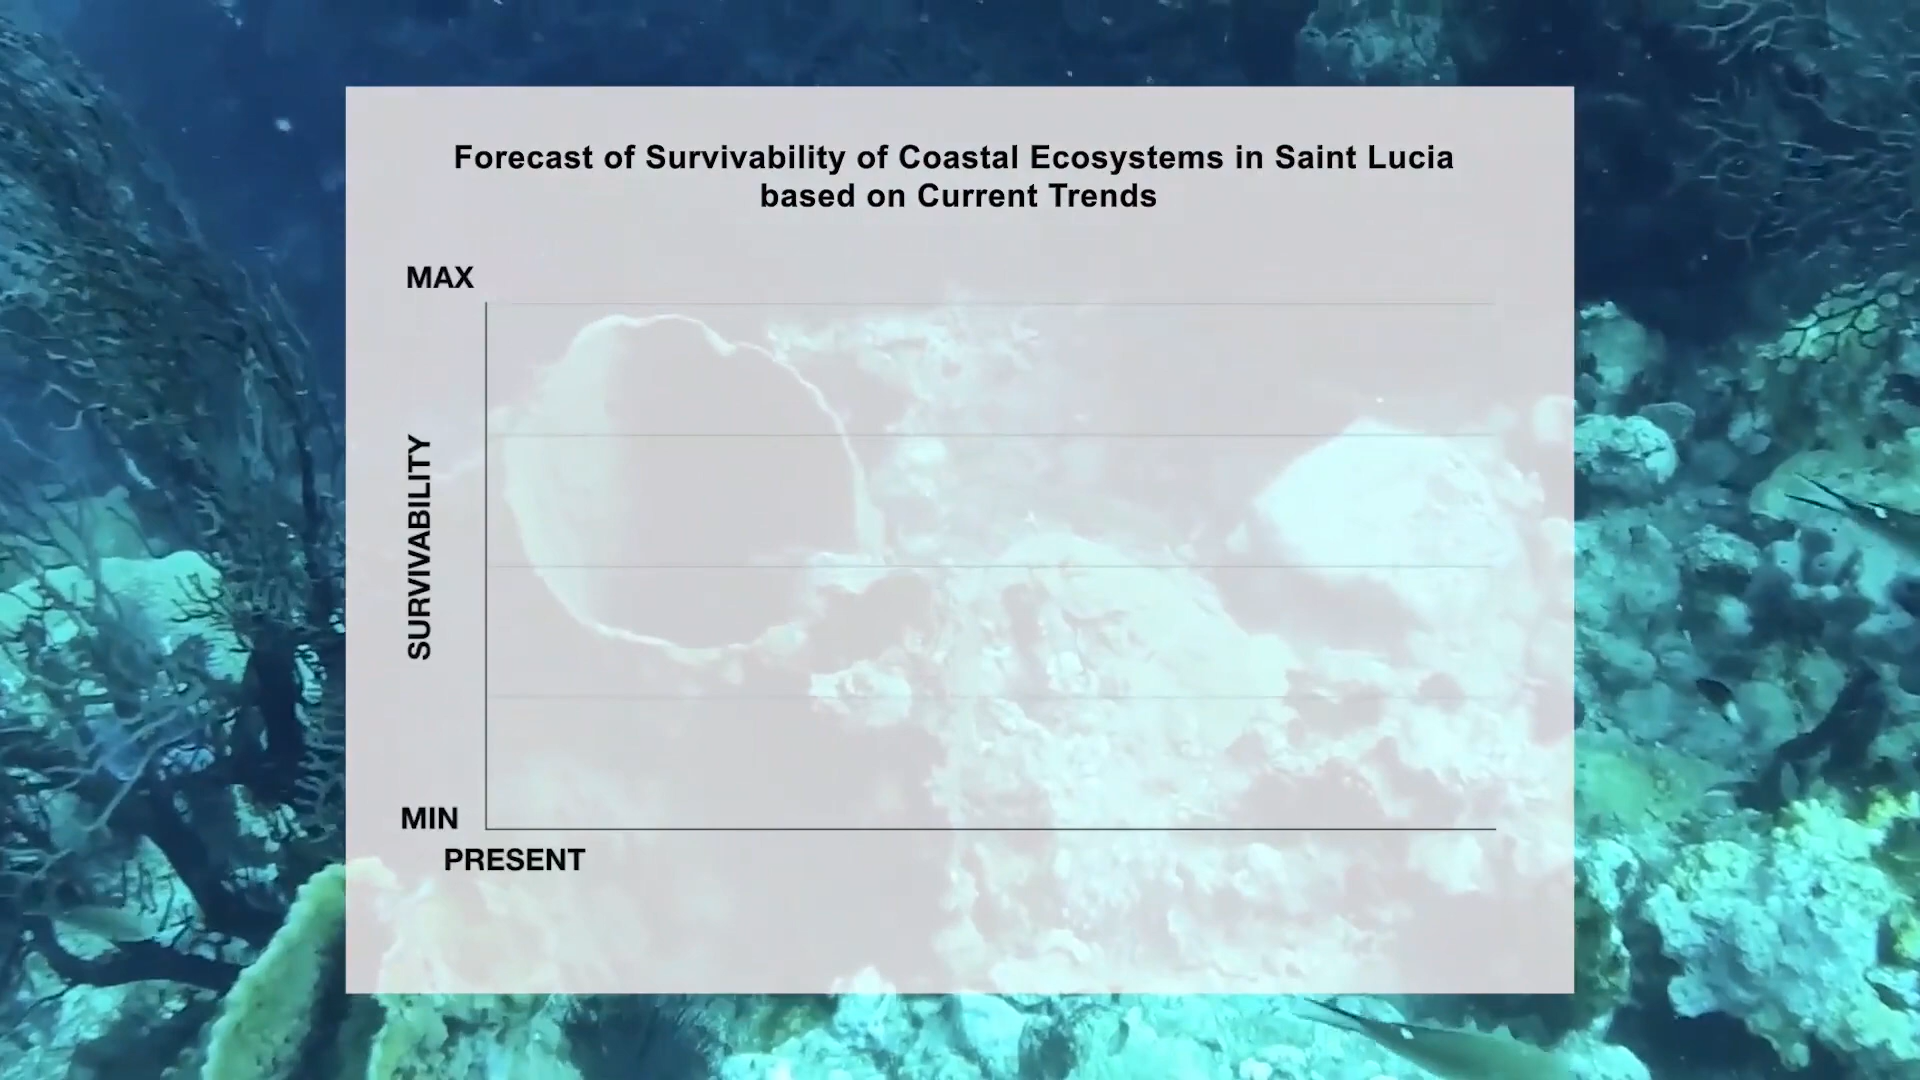 Forecast of Survivability of Coastal Ecosystems in Saint Lucia
based on Current Trends
MAX
SURVIVABILITY
MIN
PRESENT